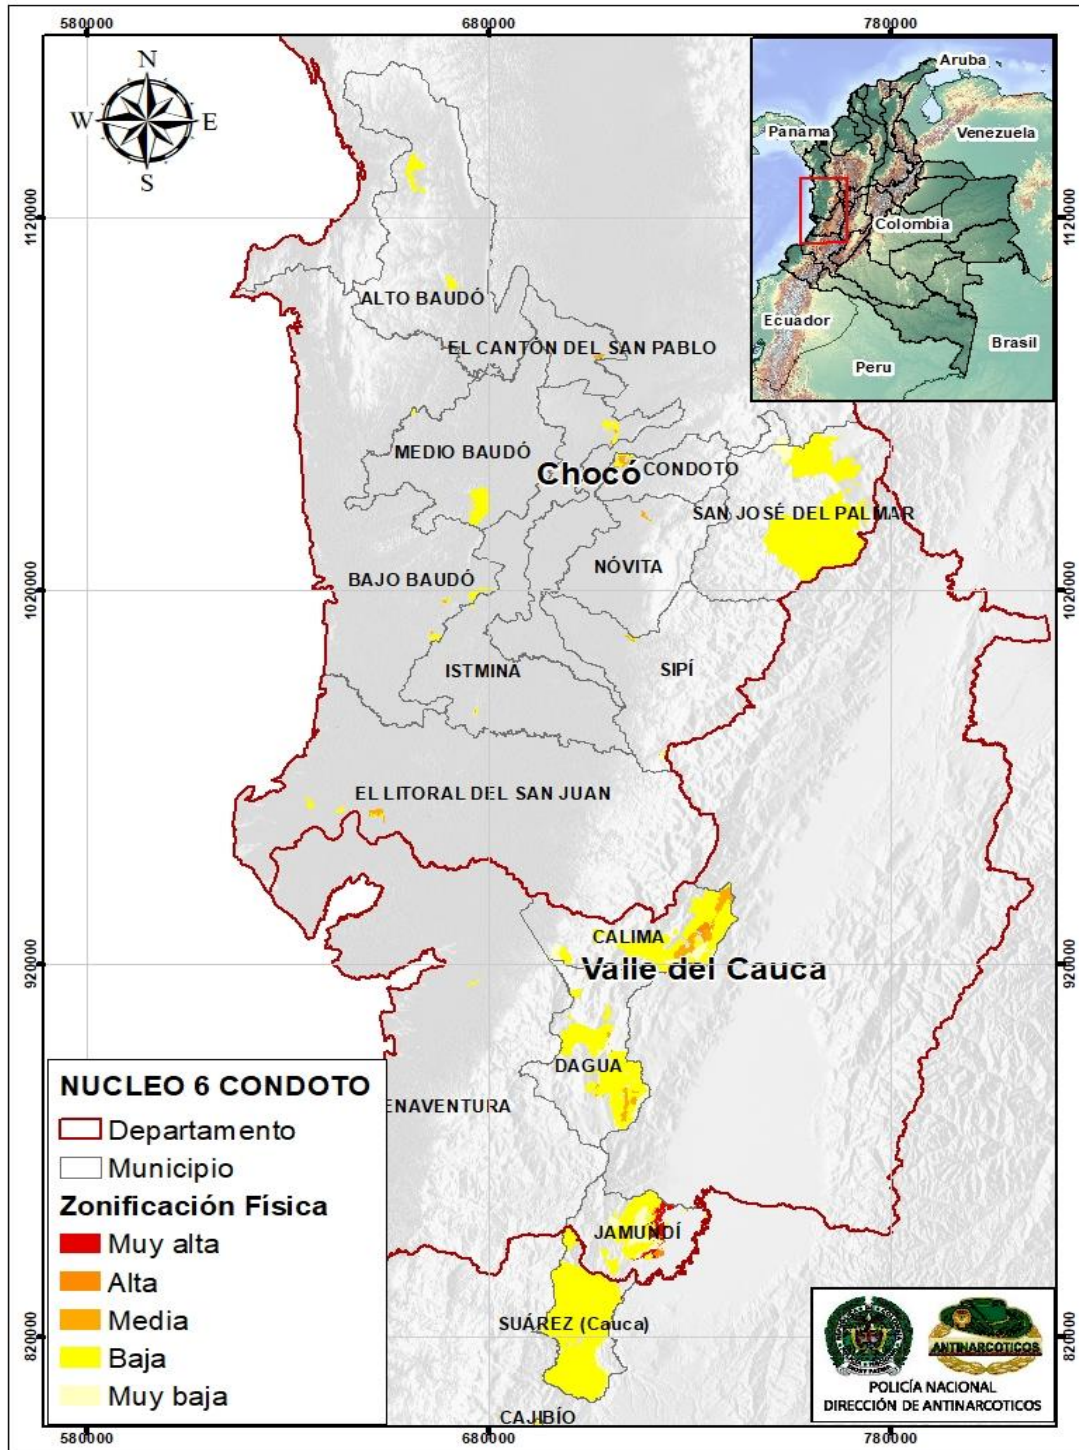 580000
680000
780000
N
W
E
S
Aruba
Panama
Venezuela
Colombia
Ecuador
Brasil
Peru
1120000
1120000
ALTO BAUDÓ
EL CANTÓN DEL SAN PABLO
MEDIO BAUDÓ
Chocó
CONDOTO
SAN JOSÉ DEL PALMAR
NÓVITA
BAJO BAUDÓ
1020000
1020000
ISTMINA
SIPÍ
EL LITORAL DEL SAN JUAN
CALIMA
Valle del Cauca
920000
920000
DAGUA
ENAVENTURA
JAMUNDÍ
SUÁREZ (Cauca)
CAJIBÍO
820000
820000
NUCLEO 6 CONDOTO
Departamento
Municipio
Zonificación Física
Muy alta
Alta
Media
Baja
Muy baja
ANTINARCOTICOS
POLICÍA NACIONAL
DIRECCIÓN DE ANTINARCOTICOS
580000
680000
780000